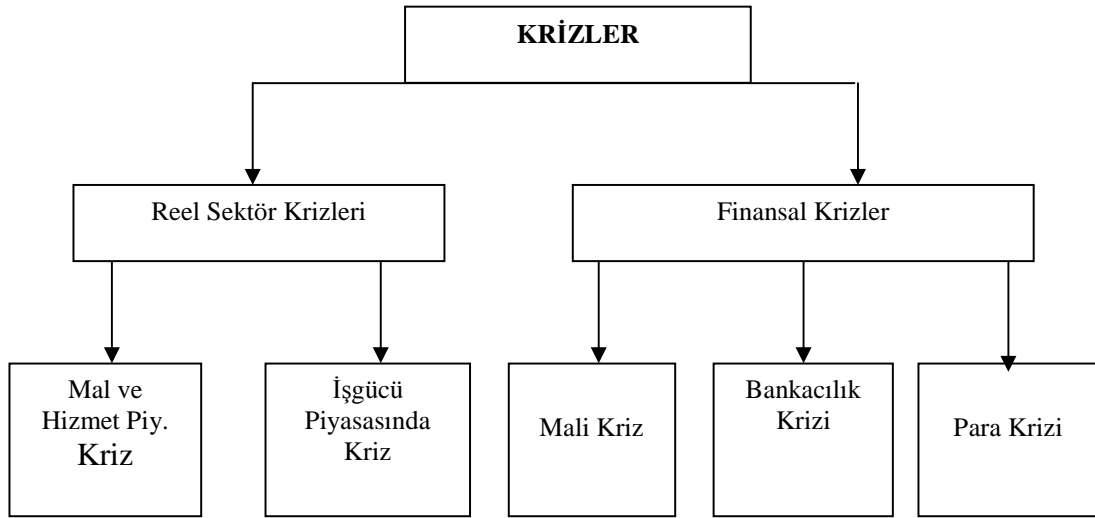 KRİZLER
Reel Sektör Krizleri
Finansal Krizler
Mal ve
Hizmet Piy.
Kriz
İşgücü
Piyasasında
Kriz
Mali Kriz
Bankacılık
Krizi
Para Krizi